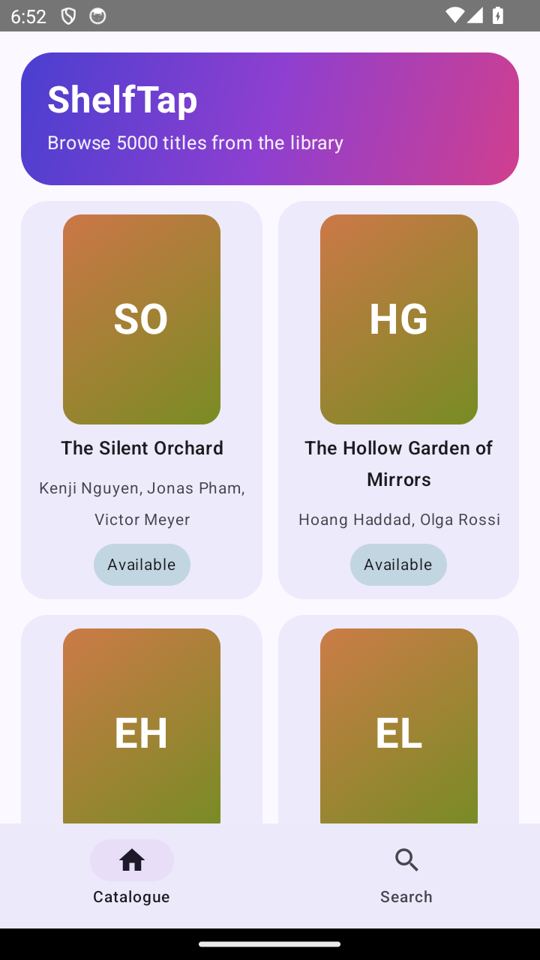 6:52
ShelfTap
Browse 5000 titles from the library
SO
HG
The Silent Orchard
Kenji Nguyen, Jonas Pham,
Victor Meyer
Available
The Hollow Garden of
Mirrors
Hoang Haddad, Olga Rossi
Available
EH
EL
Catalogue
Search